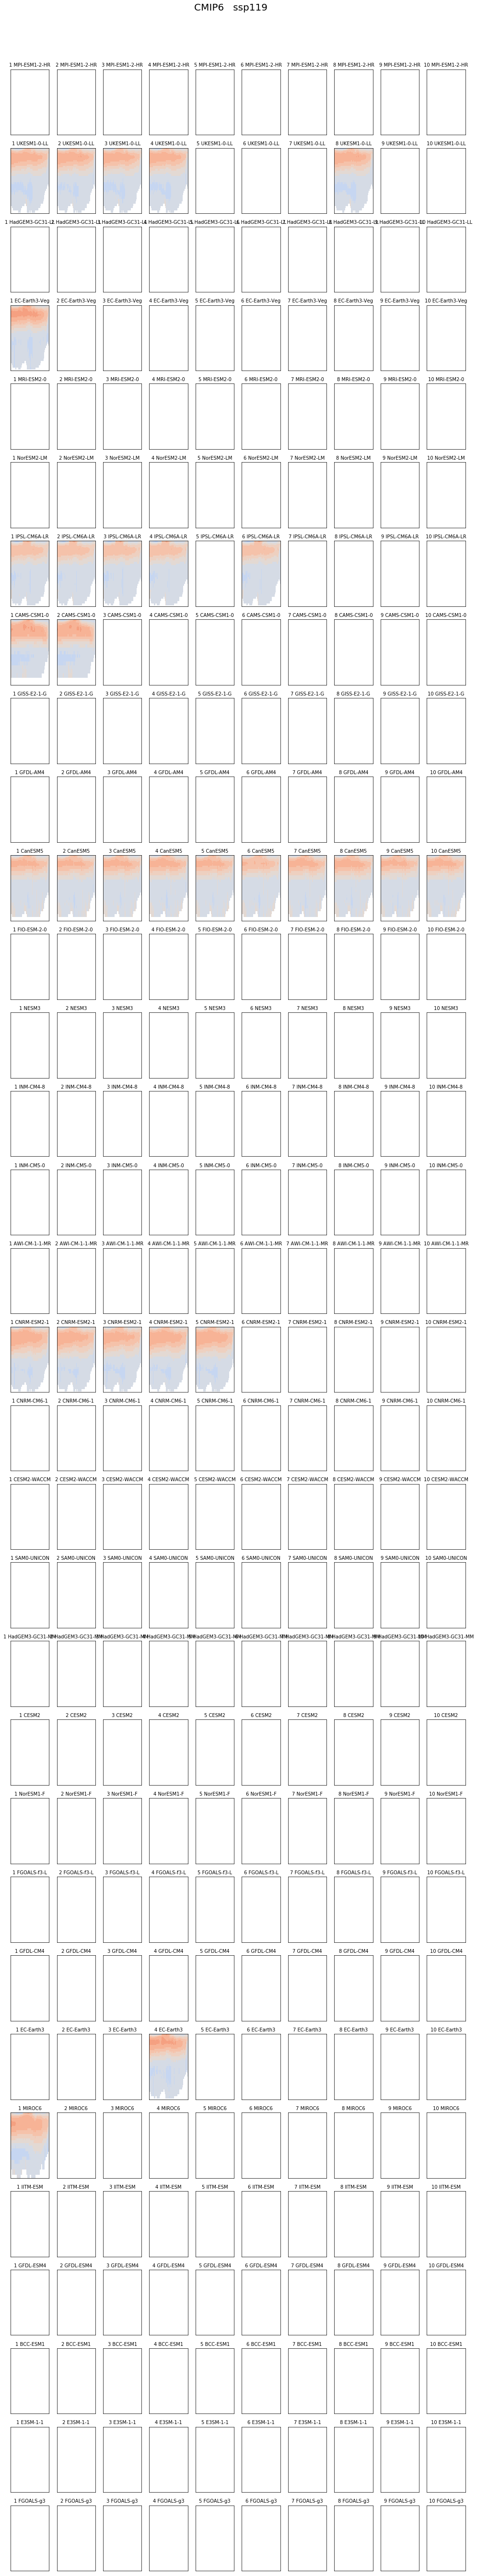 CMIP6   ssp119
1 MPI-ESM1-2-HR 2 MPI-ESM1-2-HR 3 MPI-ESM1-2-HR 4 MPI-ESM1-2-HR 5 MPI-ESM1-2-HR 6 MPI-ESM1-2-HR 7 MPI-ESM1-2-HR 8 MPI-ESM1-2-HR 9 MPI-ESM1-2-HR 10 MPI-ESM1-2-HR
1 UKESM1-0-LL 2 UKESM1-0-LL 3 UKESM1-0-LL 4 UKESM1-0-LL 5 UKESM1-0-LL 6 UKESM1-0-LL 7 UKESM1-0-LL 8 UKESM1-0-LL 9 UKESM1-0-LL 10 UKESM1-0-LL
1 HadGEM3-GC31-LL HadGEM3-GC31-LL HadGEM3-GC31-LL HadGEM3-GC31-LL HadGEM3-GC31-LL HadGEM3-GC31-LL HadGEM3-GC31-LL HadGEM3-GC31-LL HadGEM3-GC31-LL HadGEM3-GC31-LL
1 EC-Earth3-Veg 2 EC-Earth3-Veg 3 EC-Earth3-Veg 4 EC-Earth3-Veg 5 EC-Earth3-Veg 6 EC-Earth3-Veg 7 EC-Earth3-Veg 8 EC-Earth3-Veg 9 EC-Earth3-Veg 10 EC-Earth3-Veg
1 MRI-ESM2-0 2 MRI-ESM2-0 3 MRI-ESM2-0 4 MRI-ESM2-0 5 MRI-ESM2-0 6 MRI-ESM2-0 7 MRI-ESM2-0 8 MRI-ESM2-0 9 MRI-ESM2-0 10 MRI-ESM2-0
1 NorESM2-LM 2 NorESM2-LM 3 NorESM2-LM 4 NorESM2-LM 5 NorESM2-LM 6 NorESM2-LM 7 NorESM2-LM 8 NorESM2-LM 9 NorESM2-LM 10 NorESM2-LM
1 IPSL-CM6A-LR 2 IPSL-CM6A-LR 3 IPSL-CM6A-LR 4 IPSL-CM6A-LR 5 IPSL-CM6A-LR 6 IPSL-CM6A-LR 7 IPSL-CM6A-LR 8 IPSL-CM6A-LR 9 IPSL-CM6A-LR 10 IPSL-CM6A-LR
1 CAMS-CSM1-0 2 CAMS-CSM1-0 3 CAMS-CSM1-0 4 CAMS-CSM1-0 5 CAMS-CSM1-0 6 CAMS-CSM1-0 7 CAMS-CSM1-0 8 CAMS-CSM1-0 9 CAMS-CSM1-0 10 CAMS-CSM1-0
1 GISS-E2-1-G 2 GISS-E2-1-G 3 GISS-E2-1-G 4 GISS-E2-1-G 5 GISS-E2-1-G 6 GISS-E2-1-G 7 GISS-E2-1-G 8 GISS-E2-1-G 9 GISS-E2-1-G 10 GISS-E2-1-G
1 GFDL-AM4 2 GFDL-AM4 3 GFDL-AM4 4 GFDL-AM4 5 GFDL-AM4 6 GFDL-AM4 7 GFDL-AM4 8 GFDL-AM4 9 GFDL-AM4 10 GFDL-AM4
1 CanESM5 2 CanESM5 3 CanESM5 4 CanESM5 5 CanESM5 6 CanESM5 7 CanESM5 8 CanESM5 9 CanESM5 10 CanESM5
1 FIO-ESM-2-0 2 FIO-ESM-2-0 3 FIO-ESM-2-0 4 FIO-ESM-2-0 5 FIO-ESM-2-0 6 FIO-ESM-2-0 7 FIO-ESM-2-0 8 FIO-ESM-2-0 9 FIO-ESM-2-0 10 FIO-ESM-2-0
1 NESM3 2 NESM3 3 NESM3 4 NESM3 5 NESM3 6 NESM3 7 NESM3 8 NESM3 9 NESM3 10 NESM3
1 INM-CM4-8 2 INM-CM4-8 3 INM-CM4-8 4 INM-CM4-8 5 INM-CM4-8 6 INM-CM4-8 7 INM-CM4-8 8 INM-CM4-8 9 INM-CM4-8 10 INM-CM4-8
1 INM-CM5-0 2 INM-CM5-0 3 INM-CM5-0 4 INM-CM5-0 5 INM-CM5-0 6 INM-CM5-0 7 INM-CM5-0 8 INM-CM5-0 9 INM-CM5-0 10 INM-CM5-0
1 AWI-CM-1-1-MR 2 AWI-CM-1-1-MR 3 AWI-CM-1-1-MR 4 AWI-CM-1-1-MR 5 AWI-CM-1-1-MR 6 AWI-CM-1-1-MR 7 AWI-CM-1-1-MR 8 AWI-CM-1-1-MR 9 AWI-CM-1-1-MR 10 AWI-CM-1-1-MR
1 CNRM-ESM2-1 2 CNRM-ESM2-1 3 CNRM-ESM2-1 4 CNRM-ESM2-1 5 CNRM-ESM2-1 6 CNRM-ESM2-1 7 CNRM-ESM2-1 8 CNRM-ESM2-1 9 CNRM-ESM2-1 10 CNRM-ESM2-1
1 CNRM-CM6-1 2 CNRM-CM6-1 3 CNRM-CM6-1 4 CNRM-CM6-1 5 CNRM-CM6-1 6 CNRM-CM6-1 7 CNRM-CM6-1 8 CNRM-CM6-1 9 CNRM-CM6-1 10 CNRM-CM6-1
1 CESM2-WACCM 2 CESM2-WACCM 3 CESM2-WACCM 4 CESM2-WACCM 5 CESM2-WACCM 6 CESM2-WACCM 7 CESM2-WACCM 8 CESM2-WACCM 9 CESM2-WACCM 10 CESM2-WACCM
1 SAM0-UNICON 2 SAM0-UNICON 3 SAM0-UNICON 4 SAM0-UNICON 5 SAM0-UNICON 6 SAM0-UNICON 7 SAM0-UNICON 8 SAM0-UNICON 9 SAM0-UNICON 10 SAM0-UNICON
1 HadGEM3-GC31-MM HadGEM3-GC31-MM HadGEM3-GC31-MM HadGEM3-GC31-MM HadGEM3-GC31-MM HadGEM3-GC31-MM HadGEM3-GC31-MM HadGEM3-GC31-MM HadGEM3-GC31-MM HadGEM3-GC31-MM
1 CESM2 2 CESM2 3 CESM2 4 CESM2 5 CESM2 6 CESM2 7 CESM2 8 CESM2 9 CESM2 10 CESM2
1 NorESM1-F 2 NorESM1-F 3 NorESM1-F 4 NorESM1-F 5 NorESM1-F 6 NorESM1-F 7 NorESM1-F 8 NorESM1-F 9 NorESM1-F 10 NorESM1-F
1 FGOALS-f3-L 2 FGOALS-f3-L 3 FGOALS-f3-L 4 FGOALS-f3-L 5 FGOALS-f3-L 6 FGOALS-f3-L 7 FGOALS-f3-L 8 FGOALS-f3-L 9 FGOALS-f3-L 10 FGOALS-f3-L
1 GFDL-CM4 2 GFDL-CM4 3 GFDL-CM4 4 GFDL-CM4 5 GFDL-CM4 6 GFDL-CM4 7 GFDL-CM4 8 GFDL-CM4 9 GFDL-CM4 10 GFDL-CM4
1 EC-Earth3 2 EC-Earth3 3 EC-Earth3 4 EC-Earth3 5 EC-Earth3 6 EC-Earth3 7 EC-Earth3 8 EC-Earth3 9 EC-Earth3 10 EC-Earth3
1 MIROC6 2 MIROC6 3 MIROC6 4 MIROC6 5 MIROC6 6 MIROC6 7 MIROC6 8 MIROC6 9 MIROC6 10 MIROC6
1 IITM-ESM 2 IITM-ESM 3 IITM-ESM 4 IITM-ESM 5 IITM-ESM 6 IITM-ESM 7 IITM-ESM 8 IITM-ESM 9 IITM-ESM 10 IITM-ESM
1 GFDL-ESM4 2 GFDL-ESM4 3 GFDL-ESM4 4 GFDL-ESM4 5 GFDL-ESM4 6 GFDL-ESM4 7 GFDL-ESM4 8 GFDL-ESM4 9 GFDL-ESM4 10 GFDL-ESM4
1 BCC-ESM1 2 BCC-ESM1 3 BCC-ESM1 4 BCC-ESM1 5 BCC-ESM1 6 BCC-ESM1 7 BCC-ESM1 8 BCC-ESM1 9 BCC-ESM1 10 BCC-ESM1
1 E3SM-1-1 2 E3SM-1-1 3 E3SM-1-1 4 E3SM-1-1 5 E3SM-1-1 6 E3SM-1-1 7 E3SM-1-1 8 E3SM-1-1 9 E3SM-1-1 10 E3SM-1-1
1 FGOALS-g3 2 FGOALS-g3 3 FGOALS-g3 4 FGOALS-g3 5 FGOALS-g3 6 FGOALS-g3 7 FGOALS-g3 8 FGOALS-g3 9 FGOALS-g3 10 FGOALS-g3